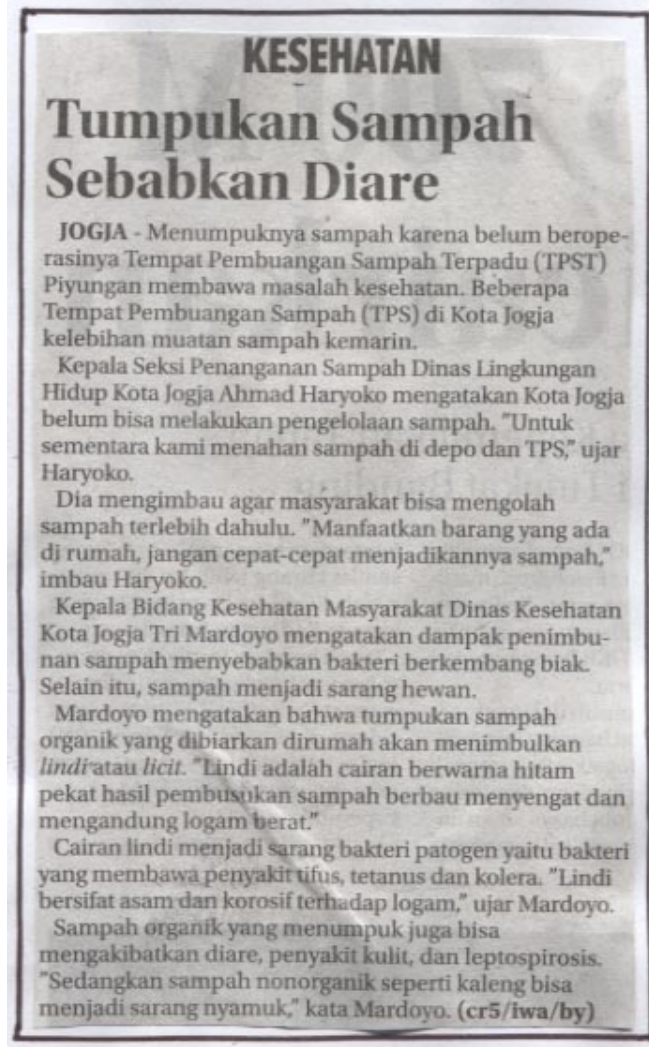 KESEHATAN
Tumpukan Sampah
Sebabkan Diare
JOGJA - Menumpuknya sampah karena belum berope-
rasinya Tempat Pembuangan Sampah Terpadu (TPST)
Piyungan membawa masalah kesehatan. Beberapa
Tempat Pembuangan Sampah (TPS) di Kota Jogja
kelebihan muatan sampah kemarin.
Kepala Seksi Penanganan Sampah Dinas Lingkungan
Hidup Kota Jogja Ahmad Haryoko mengatakan Kota Jogja
belum bisa melakukan pengelolaan sampah. "Untuk
sementara kami menahan sampah di depo dan TPS," ujar
Haryoko.
Dia mengimbau agar masyarakat bisa mengolah
sampah terlebih dahulu. "Manfaatkan barang yang ada
di rumah, jangan cepat-cepat menjadikannya sampah,"
imbau Haryoko.
Kepala Bidang Kesehatan Masyarakat Dinas Kesehatan
Kota Jogja Tri Mardoyo mengatakan dampak penimbu-
nan sampah menyebabkan bakteri berkembang biak.
Selain itu, sampah menjadi sarang hewan.
Mardoyo mengatakan bahwa tumpukan sampah
organik yang dibiarkan dirumah akan menimbulkan
lindi atau licit. "Lindi adalah cairan berwarna hitam
pekat hasil pembusukan sampah berbau menyengat dan
mengandung logam berat."
Cairan lindi menjadi sarang bakteri patogen yaitu bakteri
yang membawa penyakit tifus, tetanus dan kolera. "Lindi
bersifat asam dan korosif terhadap logam," ujar Mardoyo.
Sampah organik yang menumpuk juga bisa
mengakibatkan diare, penyakit kulit, dan leptospirosis.
"Sedangkan sampah nonorganik seperti kaleng bisa
menjadi sarang nyamuk," kata Mardoyo. (cr5/iwa/by)